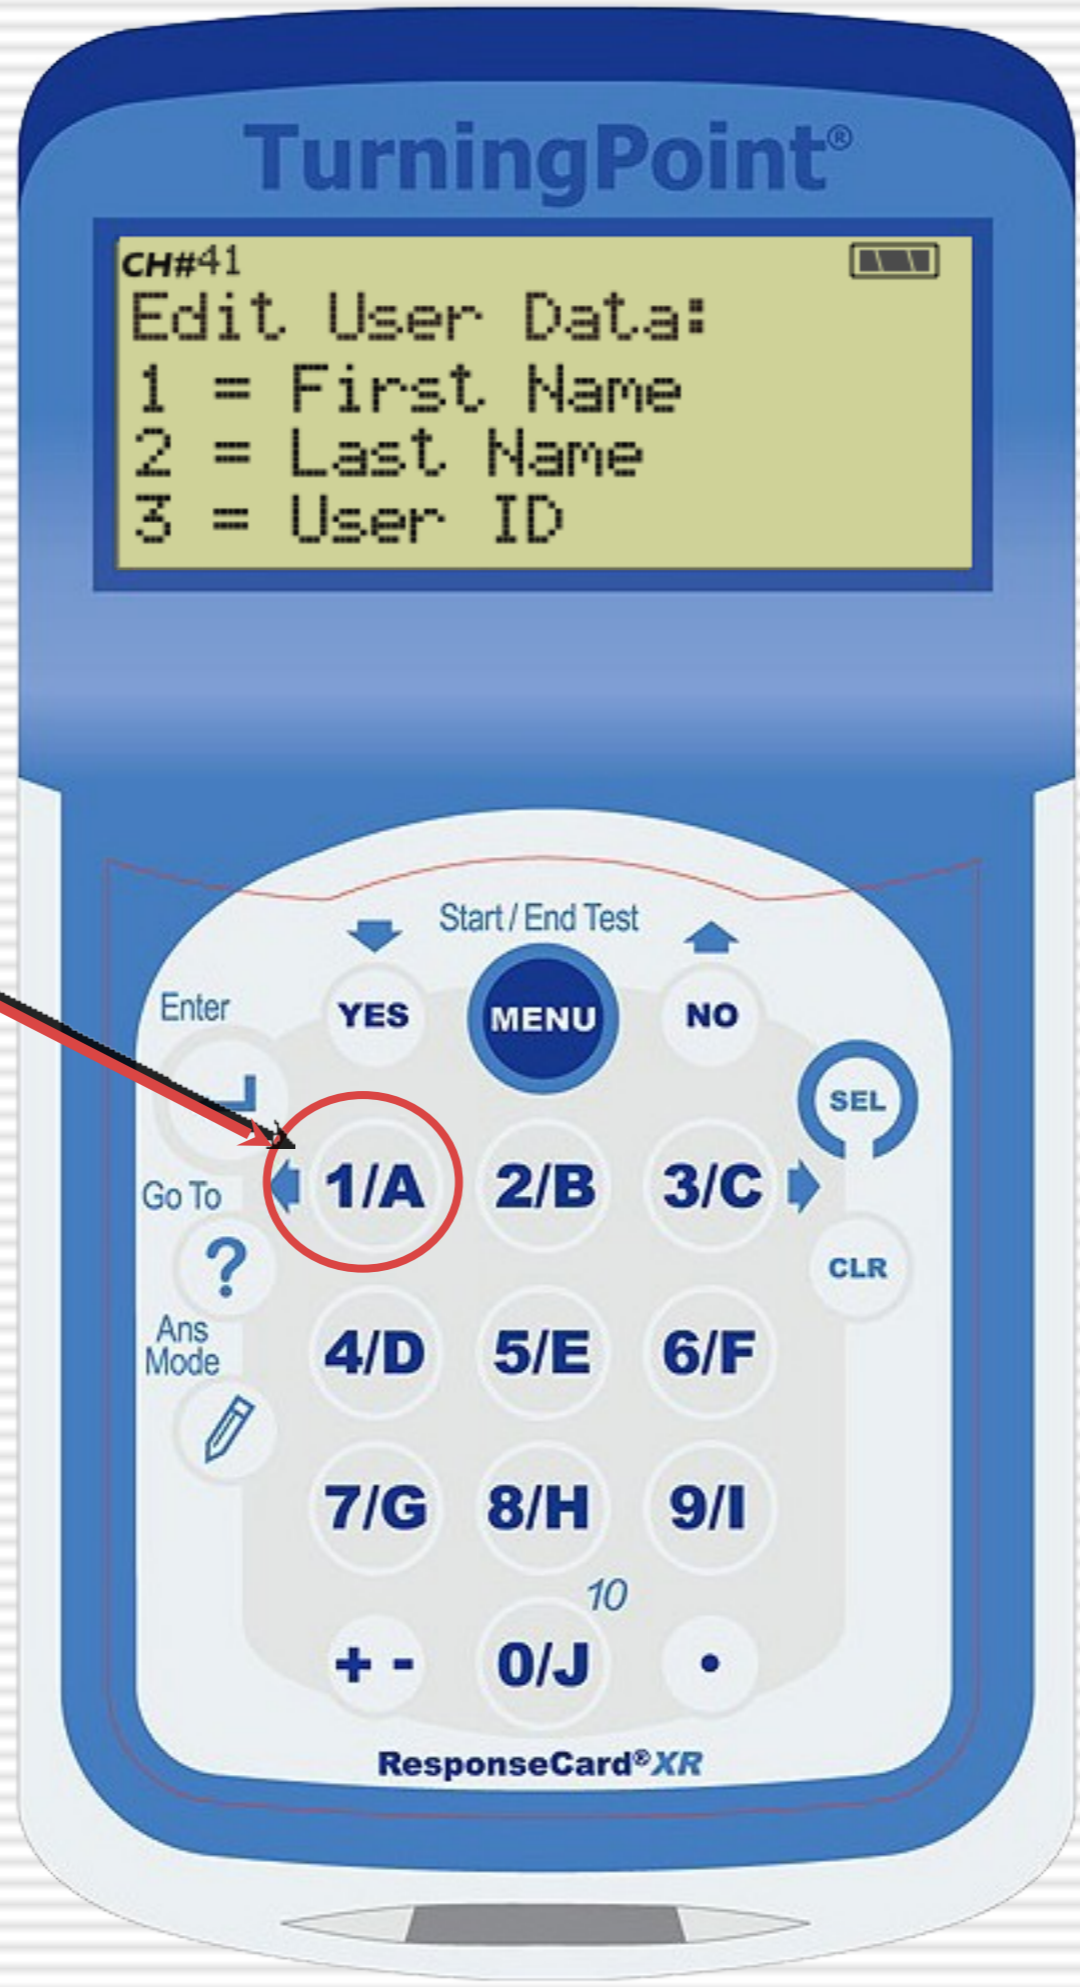 TurningPoint®
CH#41
Edit User Data:
1 = First Name
2 = Last Name
3 = User ID
Start / End Test
Enter
YES MENU NO
SEL
1/A 2/B 3/C
Go To
?
CLR
Ans
Mode
4/D 5/E 6/F
7/G 8/H 9/I
10
+ - 0/J •
ResponseCard®XR